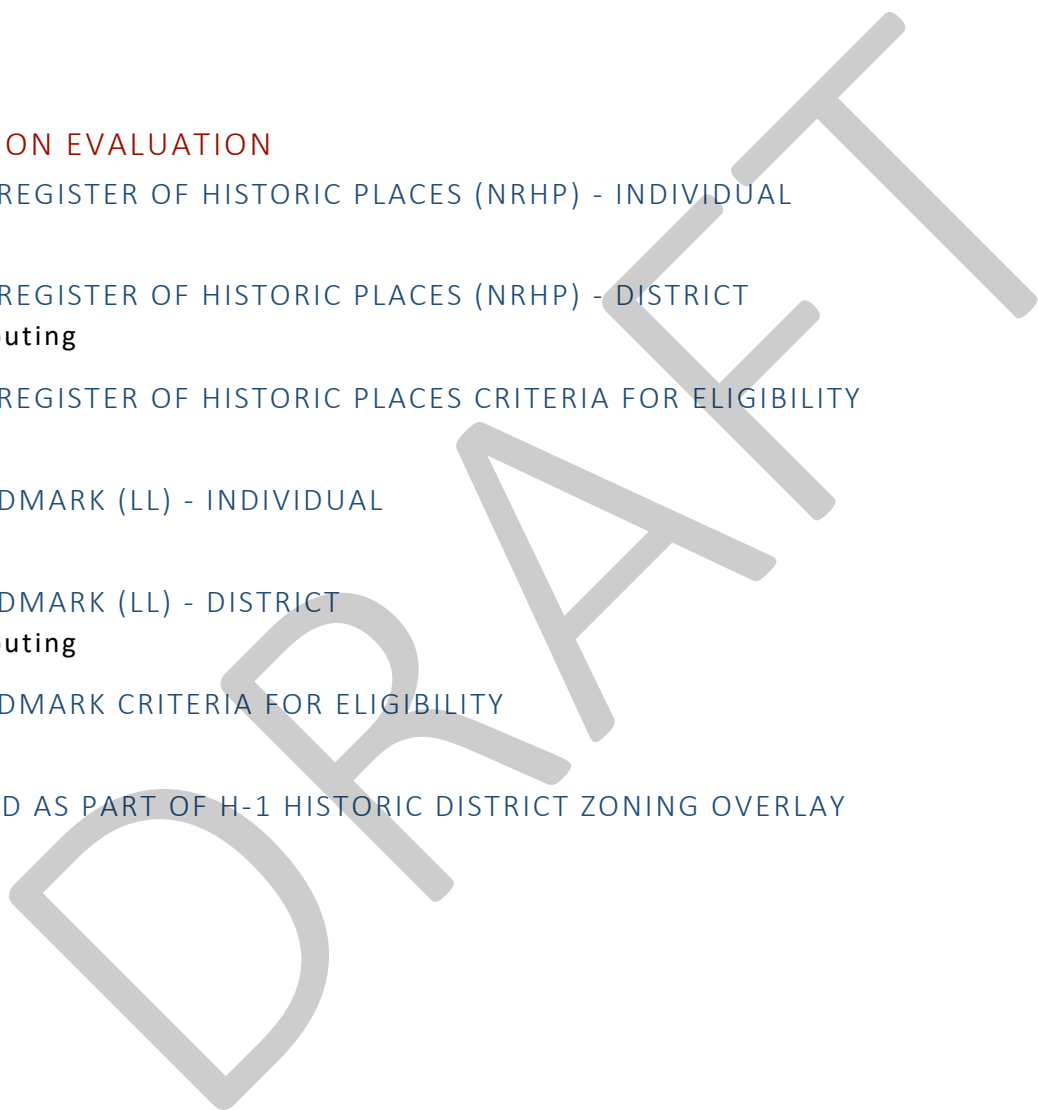 ON EVALUATION
REGISTER OF HISTORIC PLACES (NRHP) - INDIVIDUAL
REGISTER OF HISTORIC PLACES (NRHP) - DISTRICT
uting
REGISTER OF HISTORIC PLACES CRITERIA FOR ELIGIBILITY
DMARK (LL) - INDIVIDUAL
DMARK (LL) - DISTRICT
uting
DMARK CRITERIA FOR ELIGIBILITY
D AS PART OF H-1 HISTORIC DISTRICT ZONING OVERLAY
DRAFT